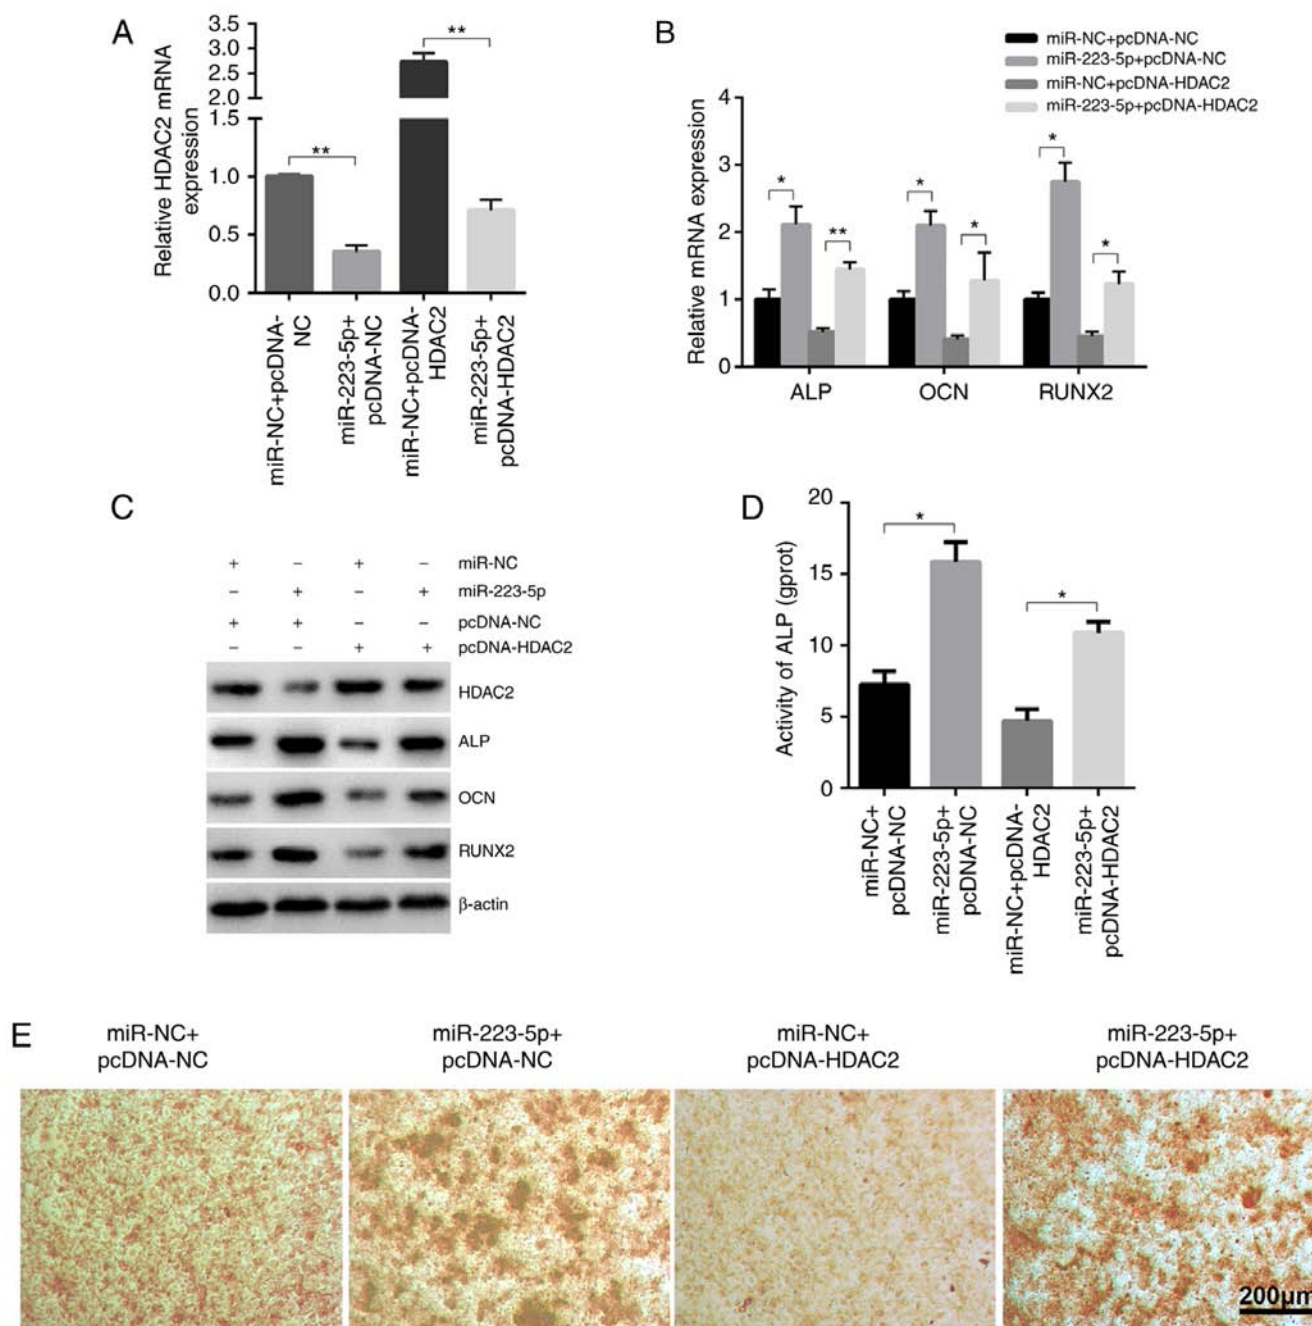 A
Relative HDAC2 mRNA
expression
3.5
3.0
2.5
2.0
1.5
1.0
0.5
0.0
**
**
miR-NC+pcDNA-
NC
miR-223-5p+
pcDNA-NC
miR-NC+pcDNA-
HDAC2
miR-223-5p+
pcDNA-HDAC2
B
miR-NC+pcDNA-NC
miR-223-5p+pcDNA-NC
miR-NC+pcDNA-HDAC2
miR-223-5p+pcDNA-HDAC2
Relative mRNA expression
4
3
2
1
0
*
**
*
*
*
*
ALP OCN RUNX2
C
+ – + – miR-NC
– + – + miR-223-5p
+ + – – pcDNA-NC
– – + + pcDNA-HDAC2
HDAC2
ALP
OCN
RUNX2
β-actin
D
Activity of ALP (gprot)
20
15
10
5
0
*
*
miR-NC+
pcDNA-NC
miR-223-5p+
pcDNA-NC
miR-NC+pcDNA-
HDAC2
miR-223-5p+
pcDNA-HDAC2
E
miR-NC+
pcDNA-NC
miR-223-5p+
pcDNA-NC
miR-NC+
pcDNA-HDAC2
miR-223-5p+
pcDNA-HDAC2
200μm